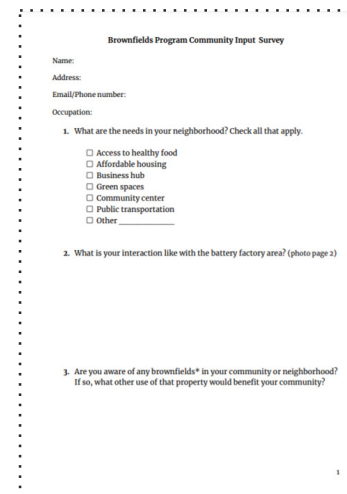 Brownfields Program Community Input Survey
Name:
Address:
Email/Phone number:
Occupation:
1. What are the needs in your neighborhood? Check all that apply.
☐ Access to healthy food
☐ Affordable housing
☐ Business hub
☐ Green spaces
☐ Community center
☐ Public transportation
☐ Other ____________
2. What is your interaction like with the battery factory area? (photo page 2)
3. Are you aware of any brownfields* in your community or neighborhood?
If so, what other use of that property would benefit your community?
1